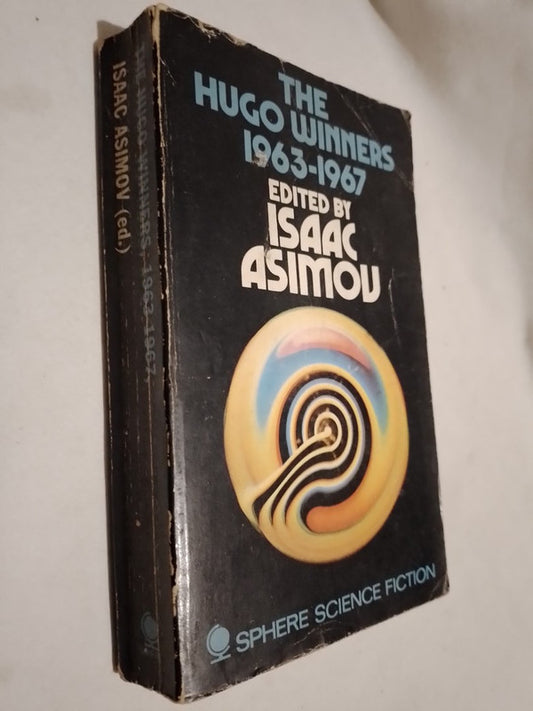 THE
HUGO WINNERS
1963-1967
EDITED BY
ISAAC
ASIMOV
SPHERE SCIENCE FICTION
THE HUGO WINNERS, 1963-1967
ISAAC ASIMOV (ed.)